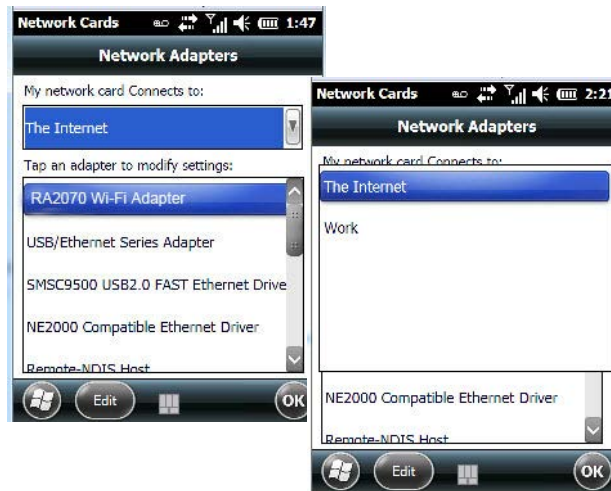 Network Cards 1:47
Network Adapters
My network card Connects to:
The Internet
Tap an adapter to modify settings:
RA2070 Wi-Fi Adapter
USB/Ethernet Series Adapter
SMSC9500 USB2.0 FAST Ethernet Drive
NE2000 Compatible Ethernet Driver
Remote-NDIS Host
Edit
OK
Network Cards 2:21
Network Adapters
My network card Connects to:
The Internet
Work
NE2000 Compatible Ethernet Driver
Remote-NDIS Host
Edit
OK